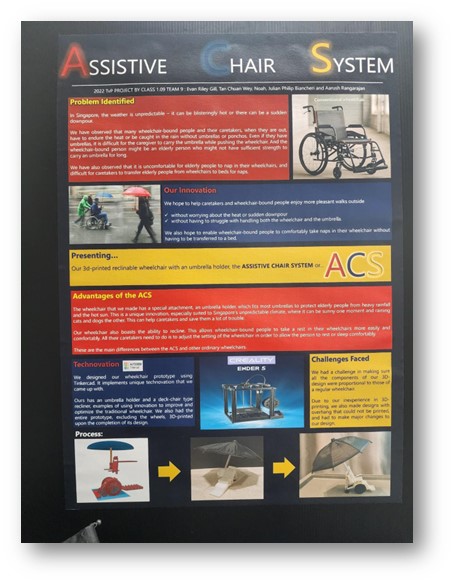 ASSISTIVE CHAIR SYSTEM
2022 TvP PROJECT BY CLASS 1.09 TEAM 9 : Evan Riley Gill, Tan Chuan Wey, Noah, Julian Philip Biancheri and Aarosh Rangarajan
Problem Identified
In Singapore, the weather is unpredictable – it can be blisteringly hot or there can be a sudden
downpour.
We have observed that many wheelchair-bound people and their caretakers, when they are out,
have to endure the heat or be caught in the rain without umbrellas or ponchos. Even if they have
umbrellas, it is difficult for the caretaker to carry the umbrella while pushing the wheelchair. And the
wheelchair-bound person might be an elderly person who might not have sufficient strength to
carry an umbrella for long.
We have also observed that it is uncomfortable for elderly people to nap in their wheelchairs, and
difficult for caretakers to transfer elderly people from wheelchairs to beds for naps.
Our Innovation
We hope to help caretakers and wheelchair-bound people enjoy more pleasant walks outside
✓ without worrying about the heat or sudden downpour
✓ without having to struggle with handling both the wheelchair and the umbrella.
We also hope to enable wheelchair-bound people to comfortably take naps in their wheelchairs without
having to be transferred to a bed.
Presenting...
Our 3d-printed reclinable wheelchair with an umbrella holder, the ASSISTIVE CHAIR SYSTEM or ACS
Advantages of the ACS
The wheelchair that we made has a special attachment, an umbrella holder which fits most umbrellas to protect elderly people from heavy rainfall
and the hot sun. This is a unique innovation, especially suited to Singapore's unpredictable climate, where it can be sunny one moment and raining
cats and dogs the other. This can help caretakers and save them a lot of trouble.
Our wheelchair also boasts the ability to recline. This allows wheelchair-bound people to take a rest in their wheelchairs more easily and
comfortably. All their caretakers need to do is to adjust the setting of the wheelchair in order to allow the person to rest or sleep comfortably.
These are the main differences between the ACS and other ordinary wheelchairs.
Technovation
We designed our wheelchair prototype using
Tinkercad. It implements unique technology that we
came up with.
Ours has an umbrella holder and a deck-chair type
recliner, examples of using innovation to improve and
optimise the traditional wheelchair. We also had the
entire prototype, excluding the wheels, 3D-printed
upon the completion of its design.
CREALITY
ENDER 5
Challenges Faced
We had a challenge in making sure
all the components of our 3D
design were proportional to those of
a regular wheelchair.
Due to our inexperience in 3D-
printing, we also made designs with
overhang that could not be printed,
and had to make major changes to
our design.
Process: